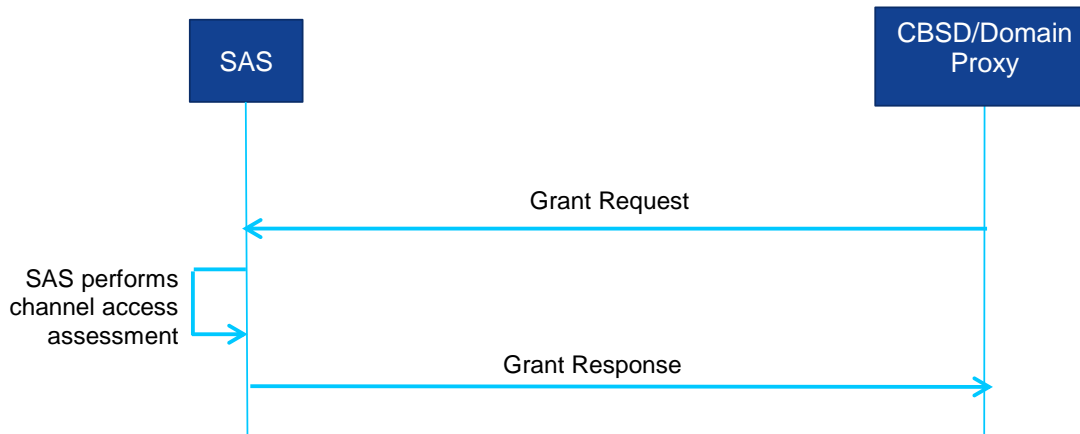 SAS
CBSD/Domain
Proxy
Grant Request
SAS performs
channel access
assessment
Grant Response